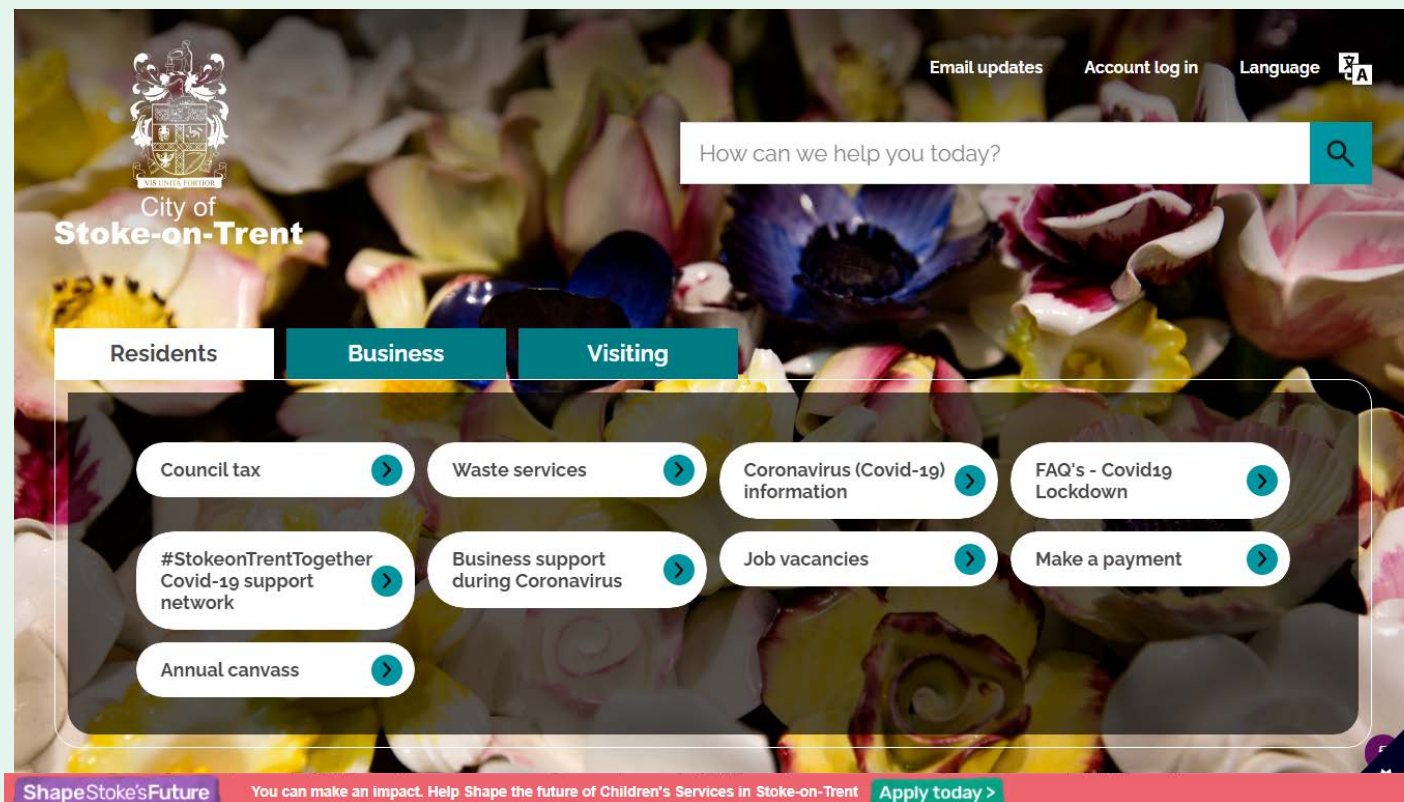 Email updates
Account log in
Language
VIS UNITA FORTIOR
City of
Stoke-on-Trent
How can we help you today?
Residents
Business
Visiting
Council tax
Waste services
Coronavirus (Covid-19)
information
FAQ's - Covid19
Lockdown
#StokeonTrentTogether
Covid-19 support
network
Business support
during Coronavirus
Job vacancies
Make a payment
Annual canvass
ShapeStoke'sFuture
You can make an impact. Help Shape the future of Children's Services in Stoke-on-Trent
Apply today >